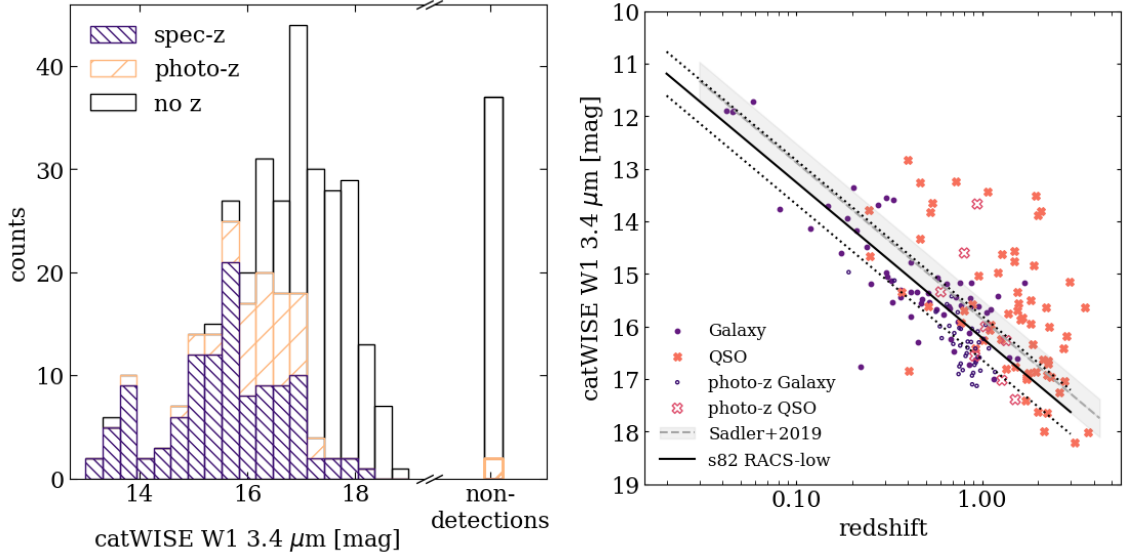 40
30
20
10
0
counts
spec-z
photo-z
no z
14
16
18
non-
detections
catWISE W1 3.4 μm [mag]
10
11
12
13
14
15
16
17
18
19
catWISE W1 3.4 μm [mag]
Galaxy
QSO
photo-z Galaxy
photo-z QSO
Sadler+2019
s82 RACS-low
0.10
1.00
redshift